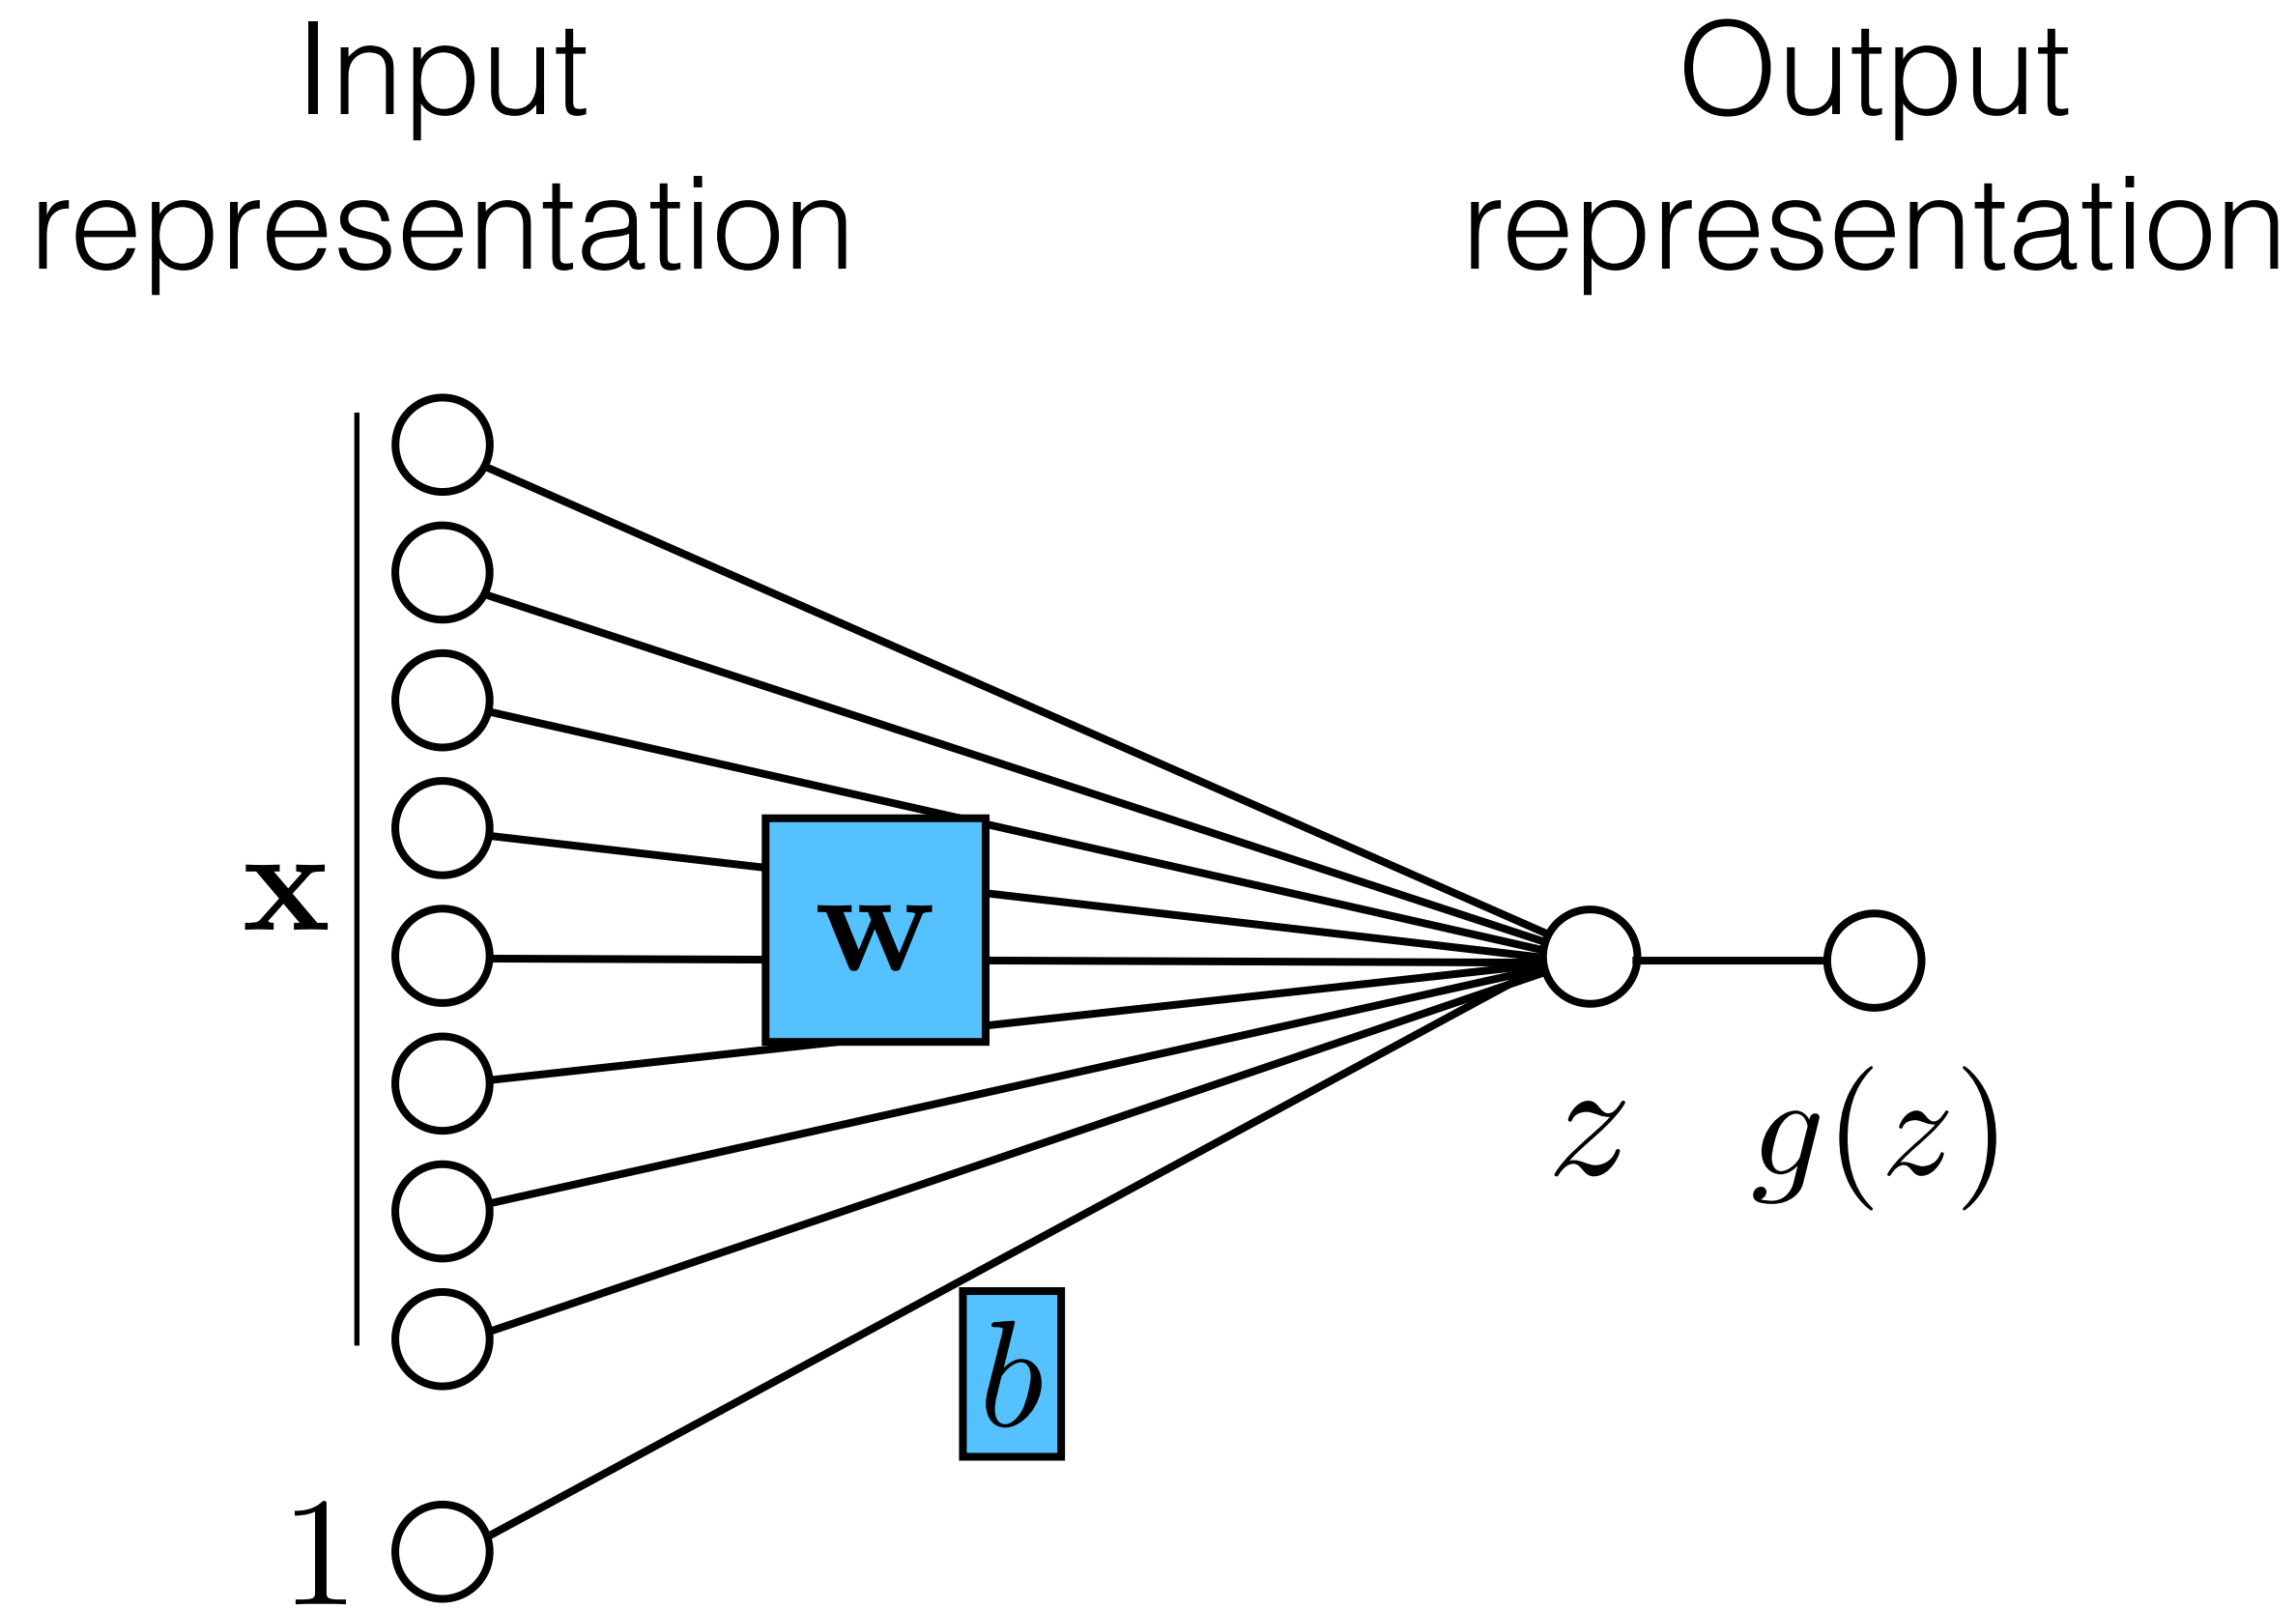 Input
representation
Output
representation
x
w
z
g(z)
b
1